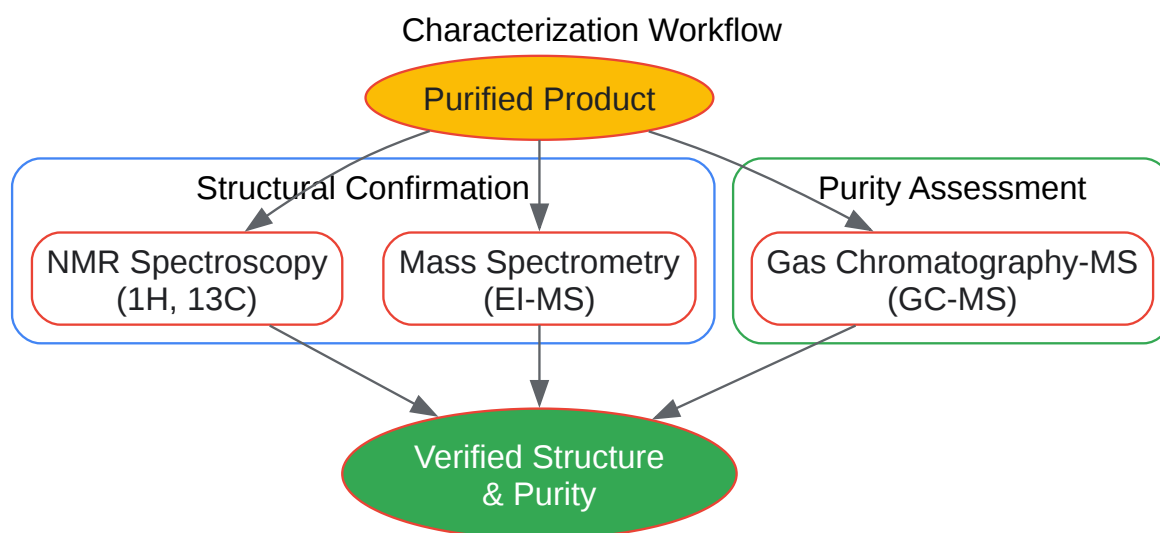 Characterization Workflow
Purified Product
Structural Confirmation
Purity Assessment
NMR Spectroscopy
(1H, 13C)
Mass Spectrometry
(EI-MS)
Gas Chromatography-MS
(GC-MS)
Verified Structure
& Purity